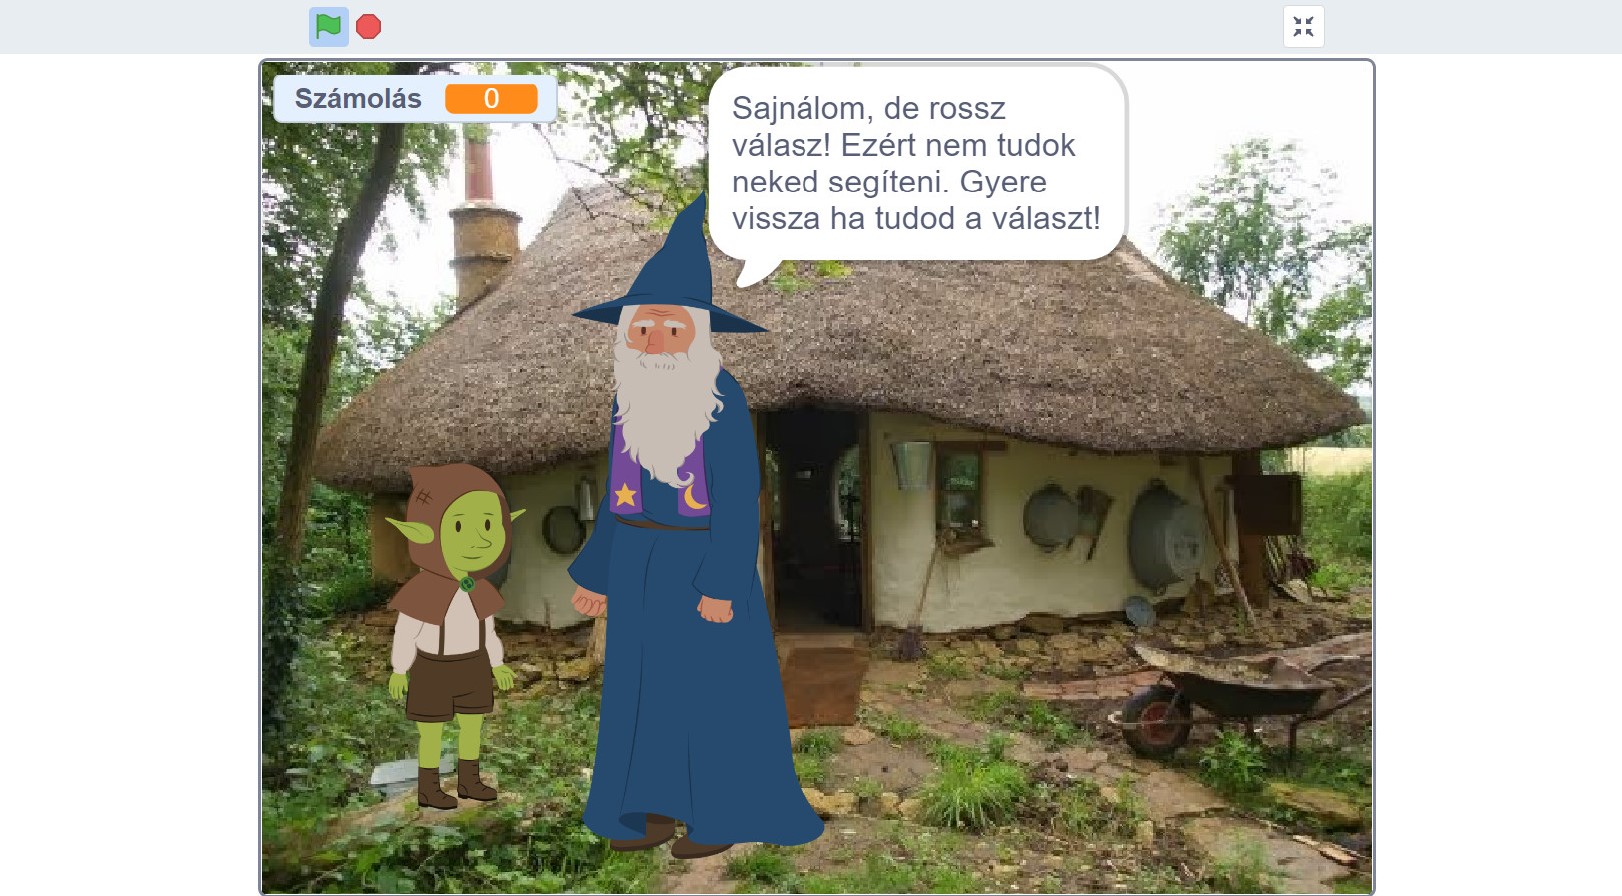 Számolás 0
Sajnálom, de rossz
válasz! Ezért nem tudok
neked segíteni. Gyere
vissza ha tudod a választ!